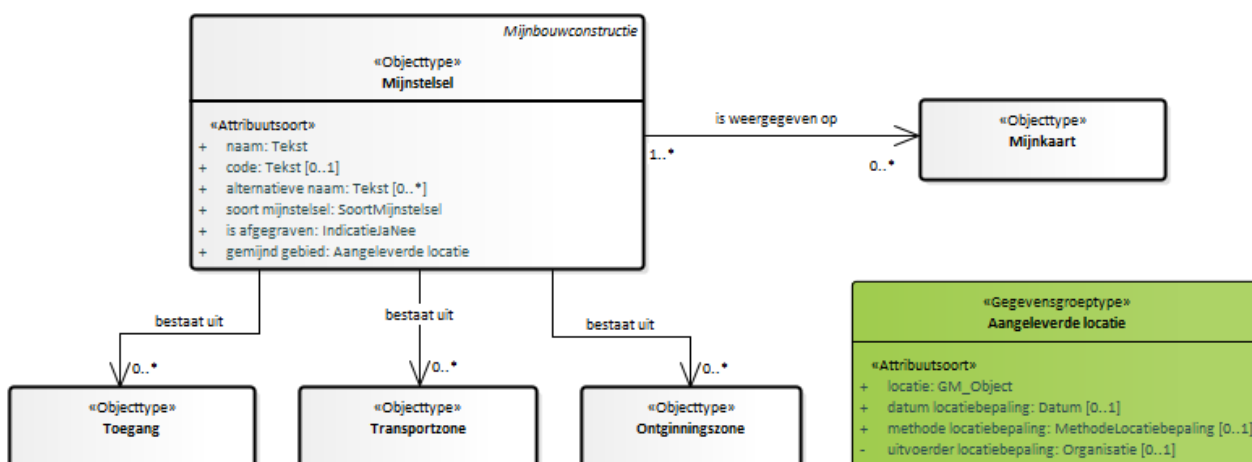 Mijnbouwconstructie
«Objecttype»
Mijnstelsel
«Attribuutsoort»
+ naam: Tekst
+ code: Tekst [0..1]
+ alternatieve naam: Tekst [0..*]
+ soort mijnstelsel: SoortMijnstelsel
+ is afgegraven: IndicatieJaNee
+ gemijnd gebied: Aangeleverde locatie
is weergegeven op
1..*
0..*
«Objecttype»
Mijnkaart
bestaat uit
0..*
bestaat uit
0..*
bestaat uit
0..*
«Objecttype»
Toegang
«Objecttype»
Transportzone
«Objecttype»
Ontginningszone
«Gegevensgroeptype»
Aangeleverde locatie
«Attribuutsoort»
+ locatie: GM_Object
+ datum locatiebepaling: Datum [0..1]
+ methode locatiebepaling: MethodeLocatiebepaling [0..1]
- uitvoerder locatiebepaling: Organisatie [0..1]